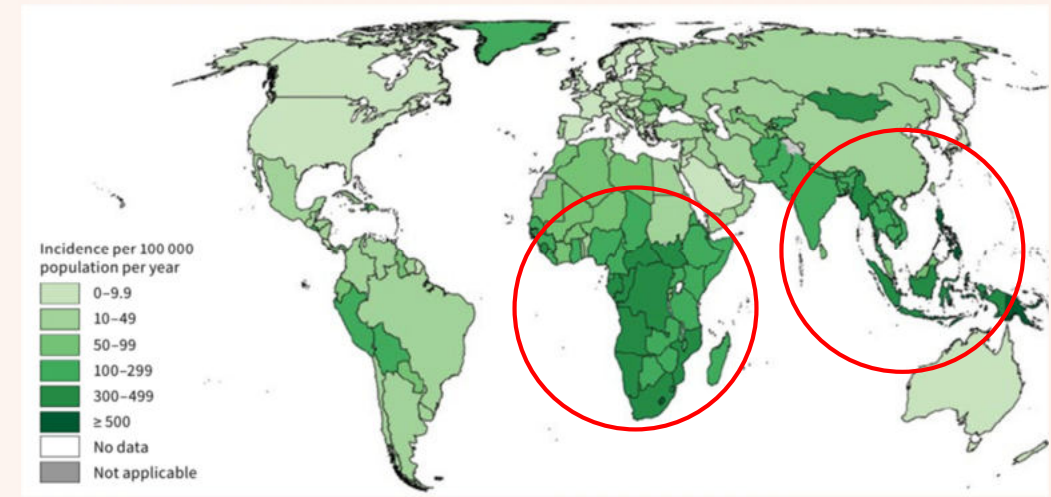 Incidence per 100 000
population per year
0–9.9
10–49
50–99
100–299
300–499
≥ 500
No data
Not applicable